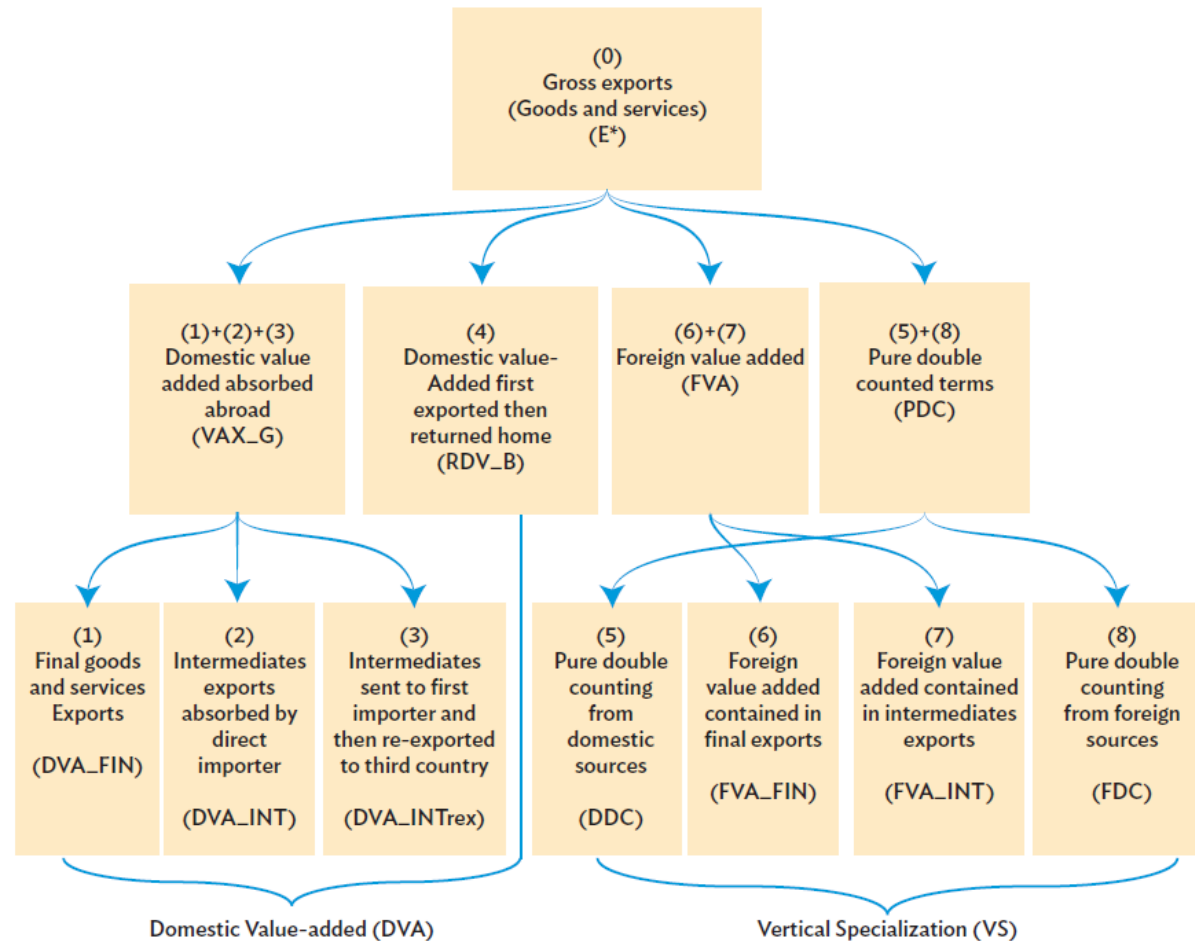 (0)
Gross exports
(Goods and services)
(E*)
(1)+(2)+(3)
Domestic value
added absorbed
abroad
(VAX_G)
(4)
Domestic value-
Added first
exported then
returned home
(RDV_B)
(6)+(7)
Foreign value added
(FVA)
(5)+(8)
Pure double
counted terms
(PDC)
(1)
Final goods
and services
Exports
(DVA_FIN)
(2)
Intermediates
exports
absorbed by
direct
importer
(DVA_INT)
(3)
Intermediates
sent to first
importer and
then re-exported
to third country
(DVA_INTrex)
(5)
Pure double
counting
from
domestic
sources
(DDC)
(6)
Foreign
value added
contained in
final exports
(FVA_FIN)
(7)
Foreign value
added contained
in intermediates
exports
(FVA_INT)
(8)
Pure double
counting
from foreign
sources
(FDC)
Domestic Value-added (DVA)
Vertical Specialization (VS)